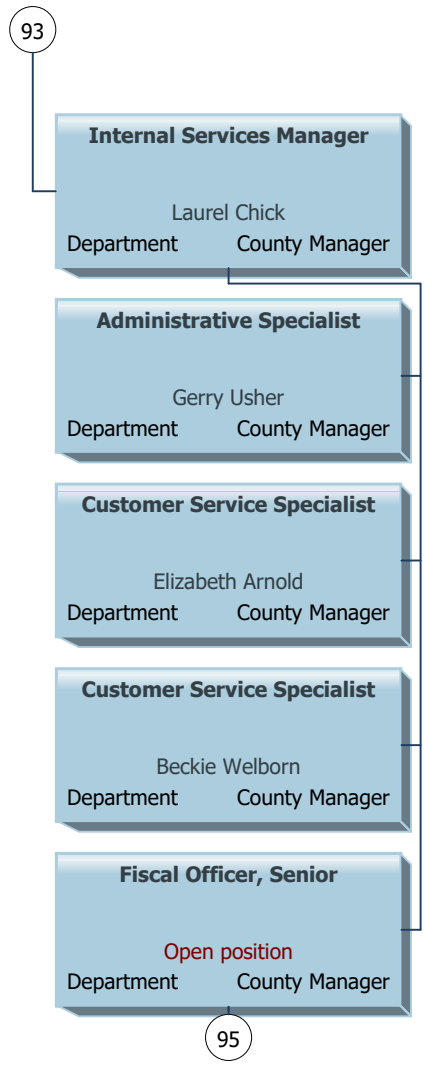 93
Internal Services Manager
Laurel Chick
Department County Manager
Administrative Specialist
Gerry Usher
Department County Manager
Customer Service Specialist
Elizabeth Arnold
Department County Manager
Customer Service Specialist
Beckie Welborn
Department County Manager
Fiscal Officer, Senior
Open position
Department County Manager
95